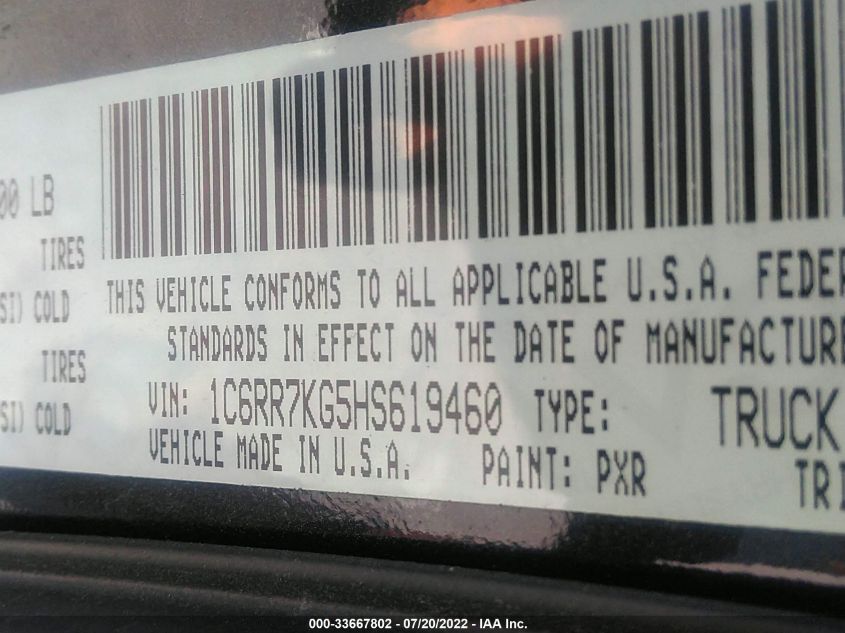 00 LB
TIRES
SI) COLD
TIRES
SI) COLD
THIS VEHICLE CONFORMS TO ALL APPLICABLE U.S.A. FEDER
STANDARDS IN EFFECT ON THE DATE OF MANUFACTURE
VIN: 1C6RR7KG5HS619460 TYPE: TRUCK
VEHICLE MADE IN U.S.A. PAINT: PXR TRI
000-33667802 - 07/20/2022 - IAA Inc.